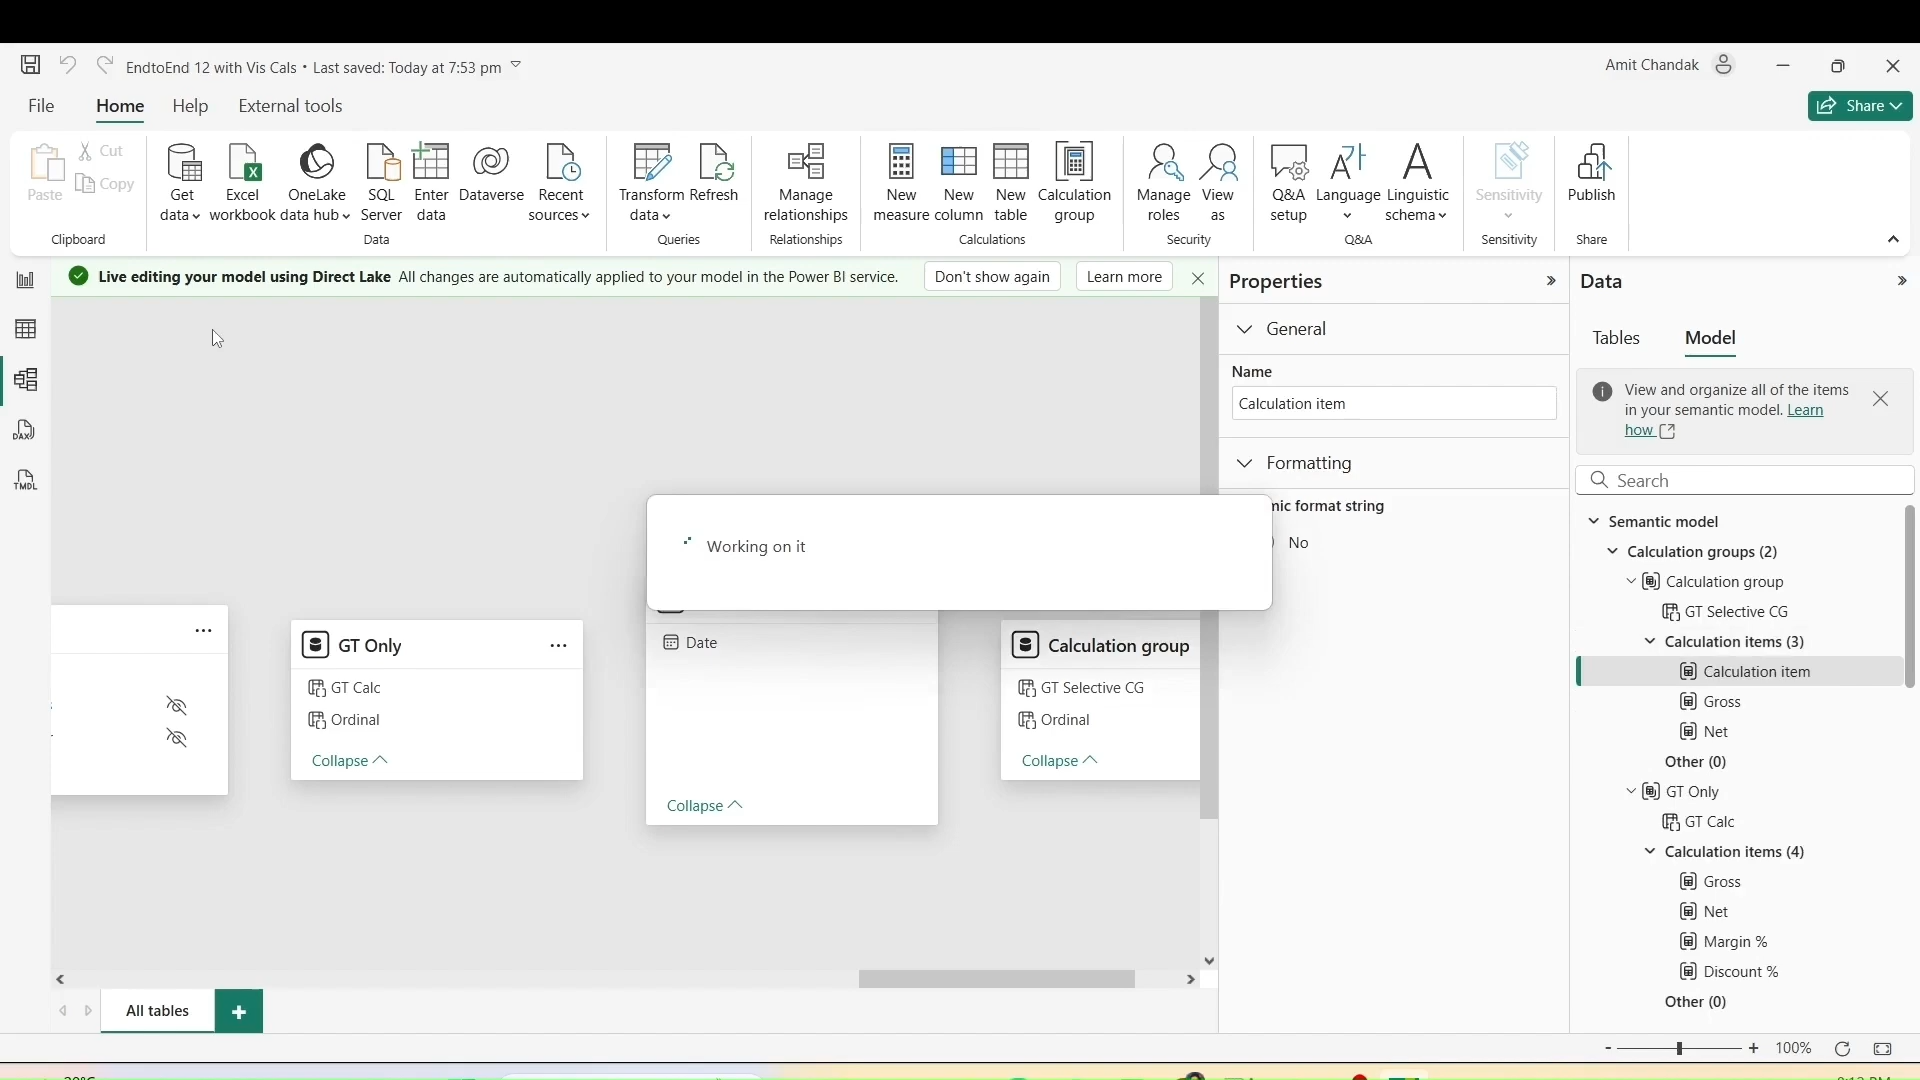 EndtoEnd 12 with Vis Cals • Last saved: Today at 7:53 pm
Amit Chandak
File
Home
Help
External tools
Share
Paste
Cut
Copy
Get data
Excel workbook
OneLake data hub
SQL Server
Enter data
Dataverse
Recent sources
Transform data
Refresh
Manage relationships
New measure
New column
New table
Calculation group
Manage roles
View as
Q&A setup
Language
Linguistic schema
Sensitivity
Publish
Clipboard
Data
Queries
Relationships
Calculations
Security
Q&A
Sensitivity
Share
Live editing your model using Direct Lake All changes are automatically applied to your model in the Power BI service.
Don't show again
Learn more
DAX
TMDL
GT Only
GT Calc
Ordinal
Collapse
Working on it
Date
Collapse
Calculation group
GT Selective CG
Ordinal
Collapse
All tables
Properties
General
Name
Calculation item
Formatting
mic format string
No
Data
Tables
Model
View and organize all of the items
in your semantic model. Learn
how
Search
Semantic model
Calculation groups (2)
Calculation group
GT Selective CG
Calculation items (3)
Calculation item
Gross
Net
Other (0)
GT Only
GT Calc
Calculation items (4)
Gross
Net
Margin %
Discount %
Other (0)
100%